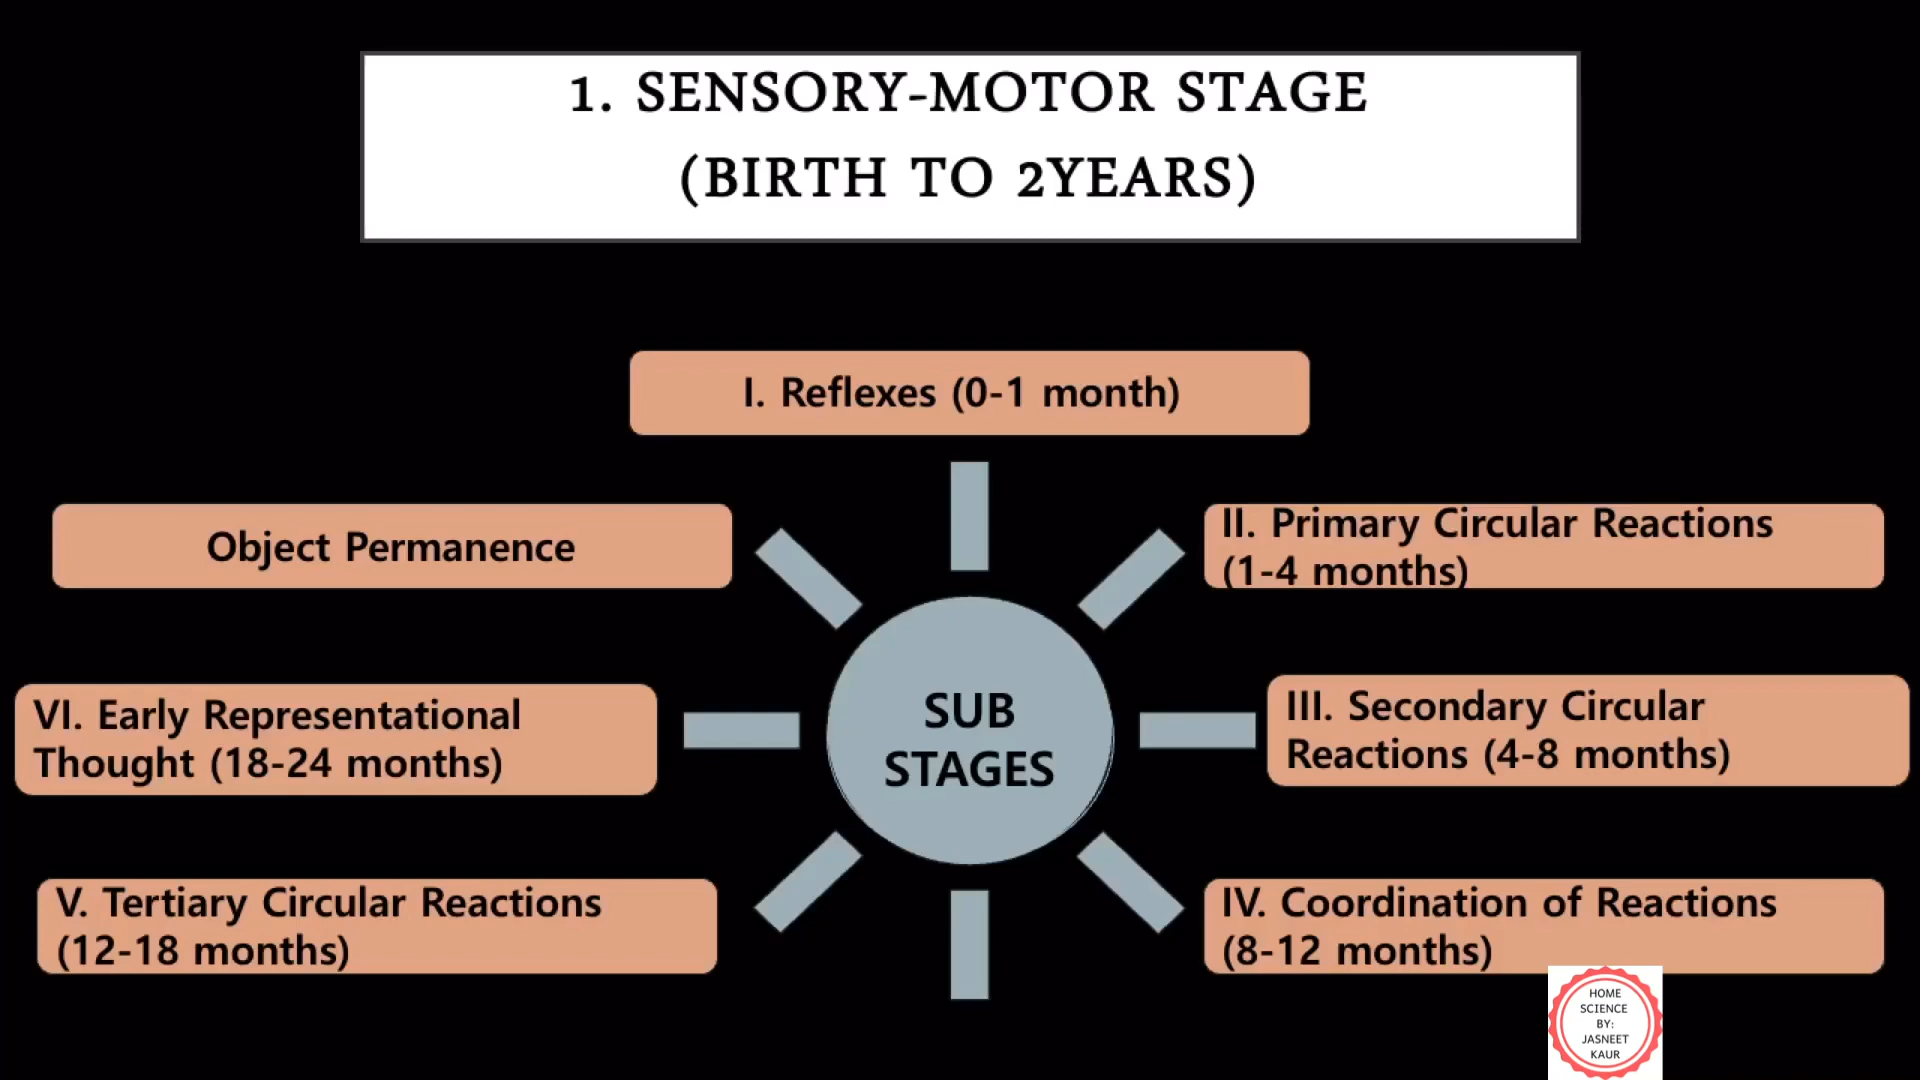 1. SENSORY-MOTOR STAGE
(BIRTH TO 2YEARS)
I. Reflexes (0-1 month)
Object Permanence
II. Primary Circular Reactions
(1-4 months)
VI. Early Representational
Thought (18-24 months)
SUB
STAGES
III. Secondary Circular
Reactions (4-8 months)
V. Tertiary Circular Reactions
(12-18 months)
IV. Coordination of Reactions
(8-12 months)
HOME
SCIENCE
BY:
JASNEET
KAUR